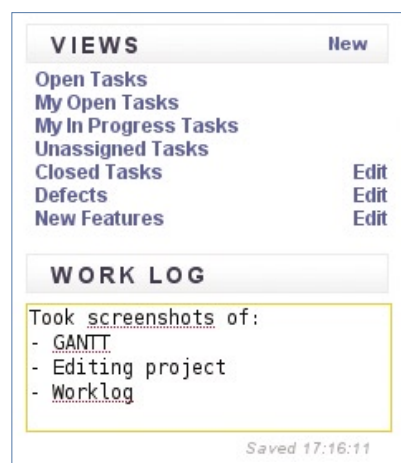 VIEWS New
Open Tasks
My Open Tasks
My In Progress Tasks
Unassigned Tasks
Closed Tasks Edit
Defects Edit
New Features Edit
WORK LOG
Took screenshots of:
- GANTT
- Editing project
- Worklog
Saved 17:16:11